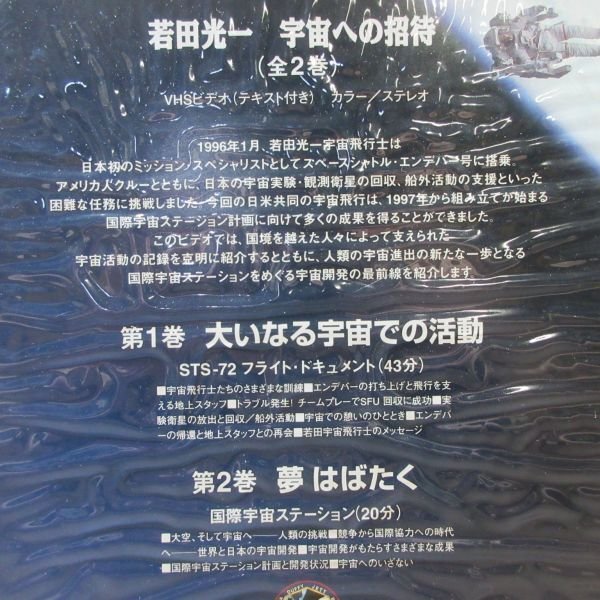 若田光一 宇宙への招待
(全2巻)
VHSビデオ(テキスト付き) カラー/ステレオ
1996年1月、若田光一宇宙飛行士は
日本初のミッション・スペシャリストとしてスペースシャトル・エンデバー号に搭乗、
アメリカ人クルーとともに、日本の宇宙実験・観測衛星の回収、船外活動の支援といった
困難な任務に挑戦しました。今回の日米共同の宇宙飛行は、1997年から組み立てが始まる
国際宇宙ステーション計画に向けて多くの成果を得ることができました。
このビデオでは、国境を越えた人々によって支えられた
宇宙活動の記録を克明に紹介するとともに、人類の宇宙進出の新たな一歩となる
国際宇宙ステーションをめぐる宇宙開発の最前線を紹介します
第1巻 大いなる宇宙での活動
STS-72 フライト・ドキュメント(43分)
■宇宙飛行士たちのさまざまな訓練■エンデバーの打ち上げと飛行を支
える地上スタッフ■トラブル発生! チームプレーでSFU 回収に成功■実
験衛星の放出と回収/船外活動■宇宙での憩いのひととき■エンデバ
ーの帰還と地上スタッフとの再会■若田宇宙飛行士のメッセージ
第2巻 夢 はばたく
国際宇宙ステーション(20分)
■大空、そして宇宙へ――人類の挑戦■競争から国際協力への時代
へ――世界と日本の宇宙開発■宇宙開発がもたらすさまざまな成果
■国際宇宙ステーション計画と開発状況■宇宙へのいざない
DUFFY JETT